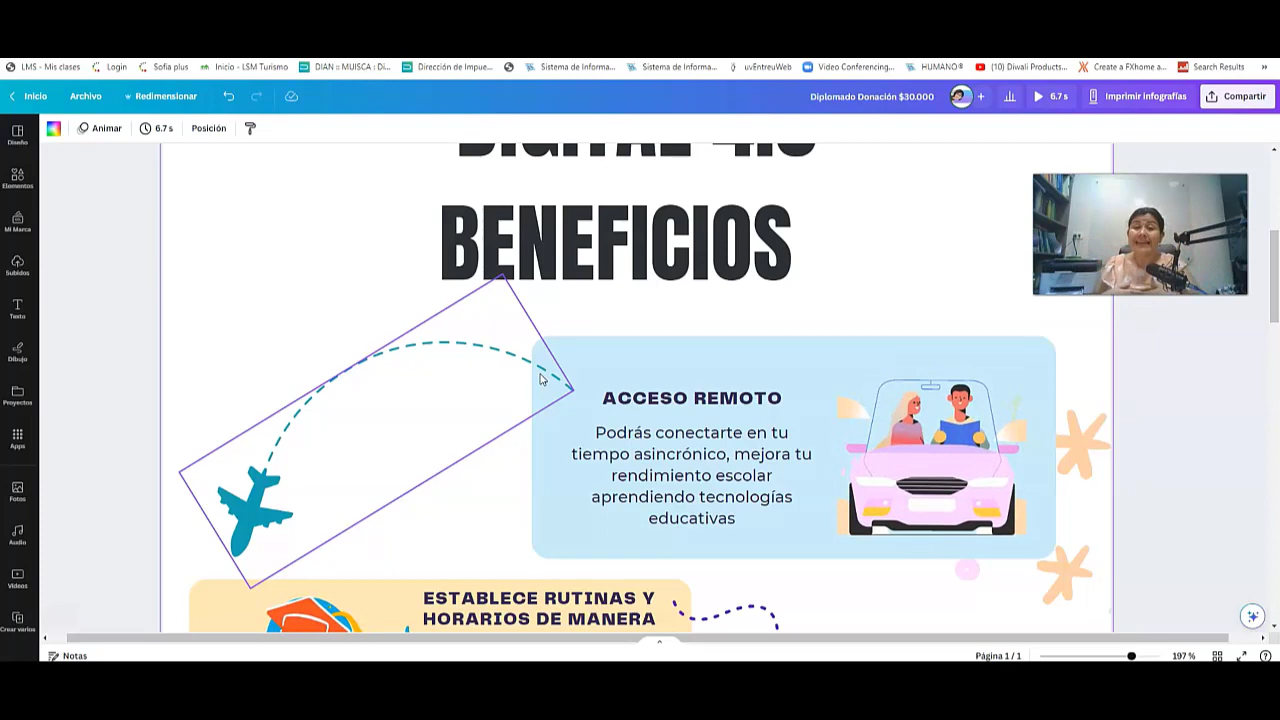 LMS - Mis clases
Login
Sofia plus
Inicio - LSM Turismo
DIAN :: MUISCA : Di...
Dirección de Impue...
Sistema de Informa...
Sistema de Informa...
uvEntreuWeb
Video Conferencing...
HUMANO®
(10) Diwali Products...
Create a FXhome a...
Search Results
»
Inicio
Archivo
Redimensionar
Diplomado Donación $30.000
6.7 s
Imprimir infografías
Compartir
Animar
6.7 s
Posición
Diseño
Elementos
Mi Marca
Subidos
Texto
Dibujo
Proyectos
Apps
Fotos
Audio
Videos
Crear varios
BENEFICIOS
ACCESO REMOTO
Podrás conectarte en tu
tiempo asincrónico, mejora tu
rendimiento escolar
aprendiendo tecnologías
educativas
ESTABLECE RUTINAS Y
HORARIOS DE MANERA
Notas
Página 1 / 1
197 %